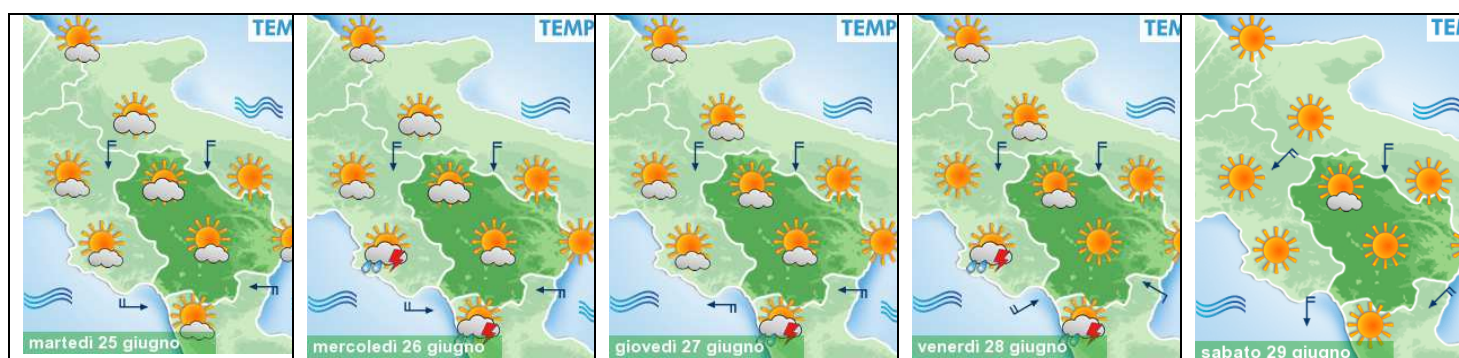 TEM
TEMP
TEMP
TEM
TE
martedì 25 giugno
mercoledì 26 giugno
giovedì 27 giugno
venerdì 28 giugno
sabato 29 giugno